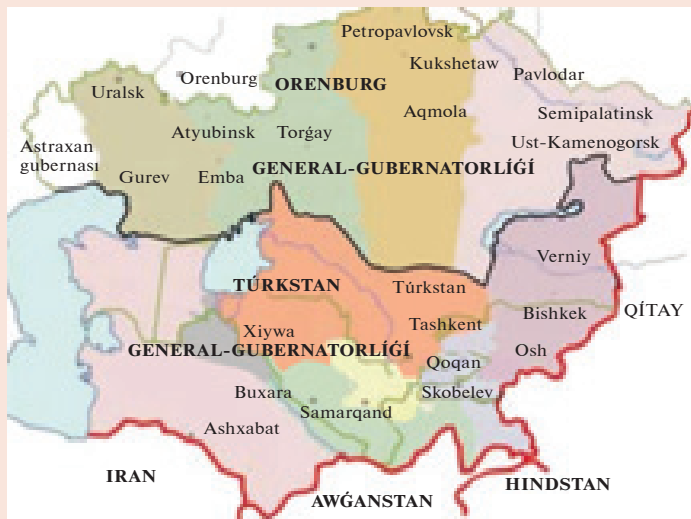 Petropavlovsk
Kukshetaw
Pavlodar
Orenburg
ORENBURG
Uralsk
Aqmola
Semipalatinsk
Atyubinsk
Torǵay
Ust-Kamenogorsk
Astraxan
gubernası
GENERAL-GUBERNATORLÍǴÍ
Gurev
Emba
Verniy
TÚRKSTAN
Túrkstan
QÍTAY
Bishkek
Tashkent
Xiywa
GENERAL-GUBERNATORLÍǴÍ
Osh
Qoqan
Skobelev
Buxara
Samarqand
Ashxabat
IRAN
HINDSTAN
AWǴANSTAN